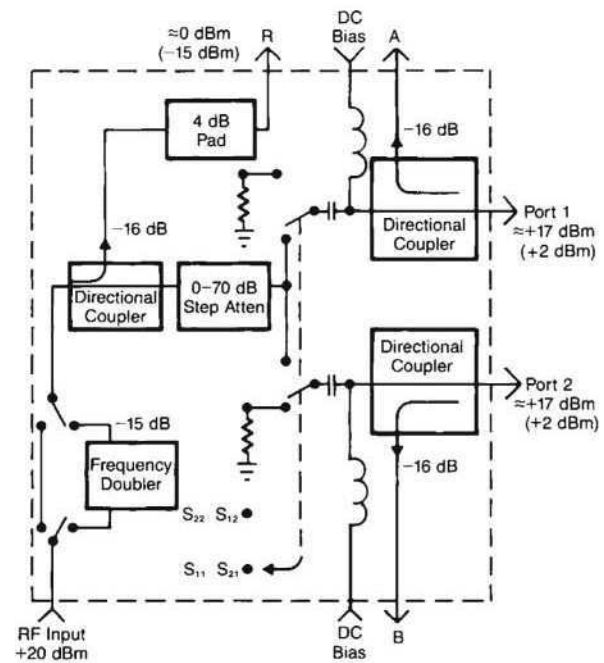 ≈0 dBm
(−15 dBm)
R
DC
Bias
A
4 dB
Pad
−16 dB
−16 dB
Directional
Coupler
Port 1
≈+17 dBm
(+2 dBm)
Directional
Coupler
0–70 dB
Step Atten
Directional
Coupler
Port 2
≈+17 dBm
(+2 dBm)
−15 dB
Frequency
Doubler
−16 dB
S₂₂ S₁₂
S₁₁ S₂₁
RF Input
+20 dBm
DC
Bias
B